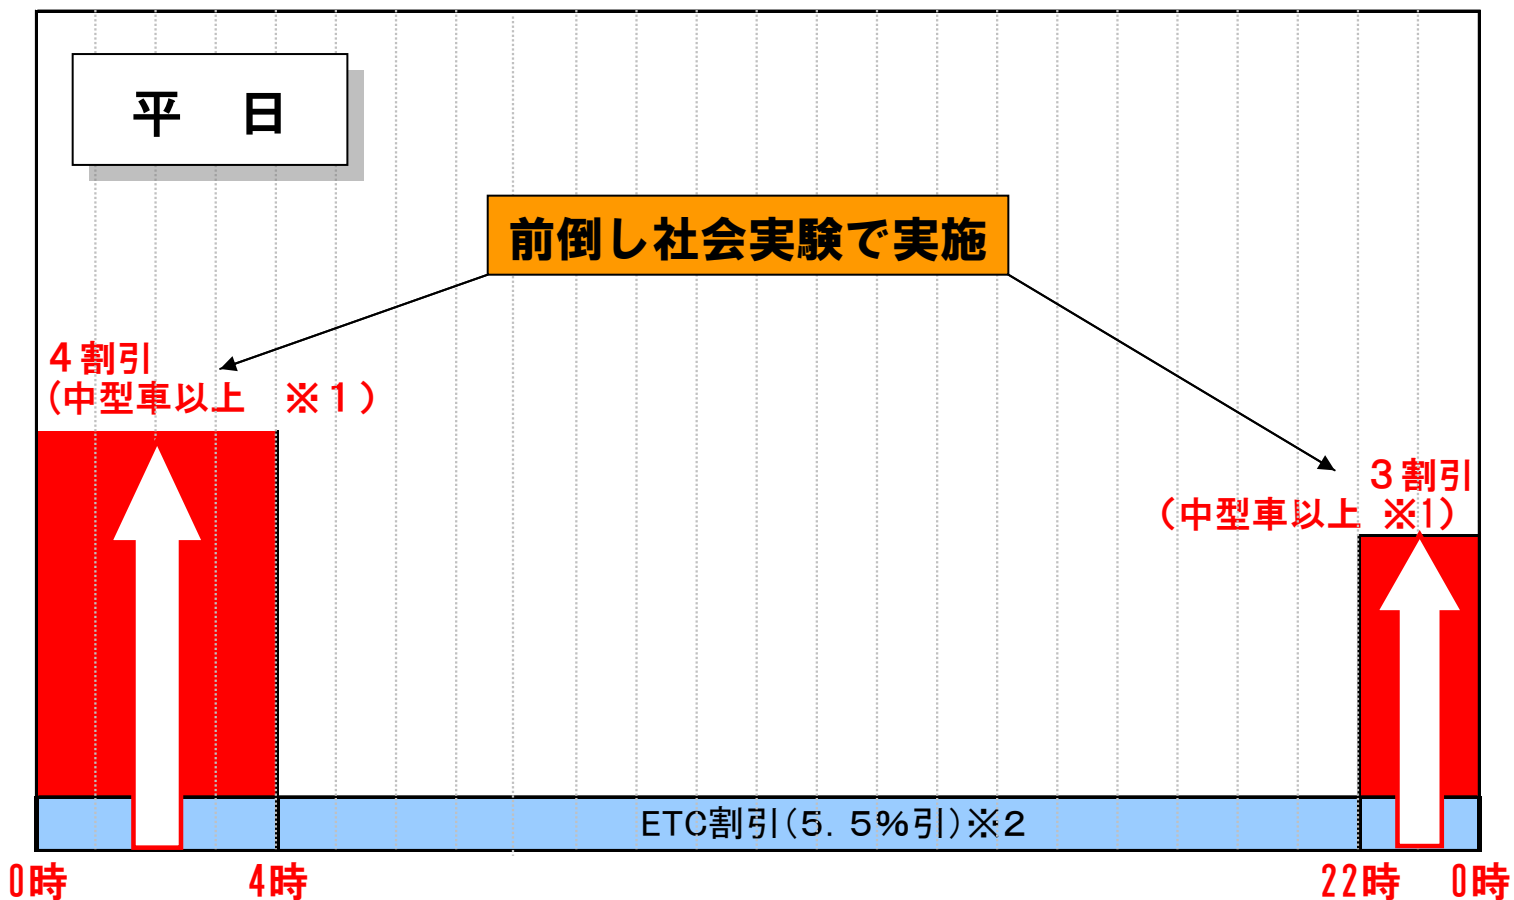 平　日
前倒し社会実験で実施
４割引
（中型車以上　※１）
３割引
（中型車以上 ※1）
ETC割引(5．5％引)※2
0時
4時
22時
0時